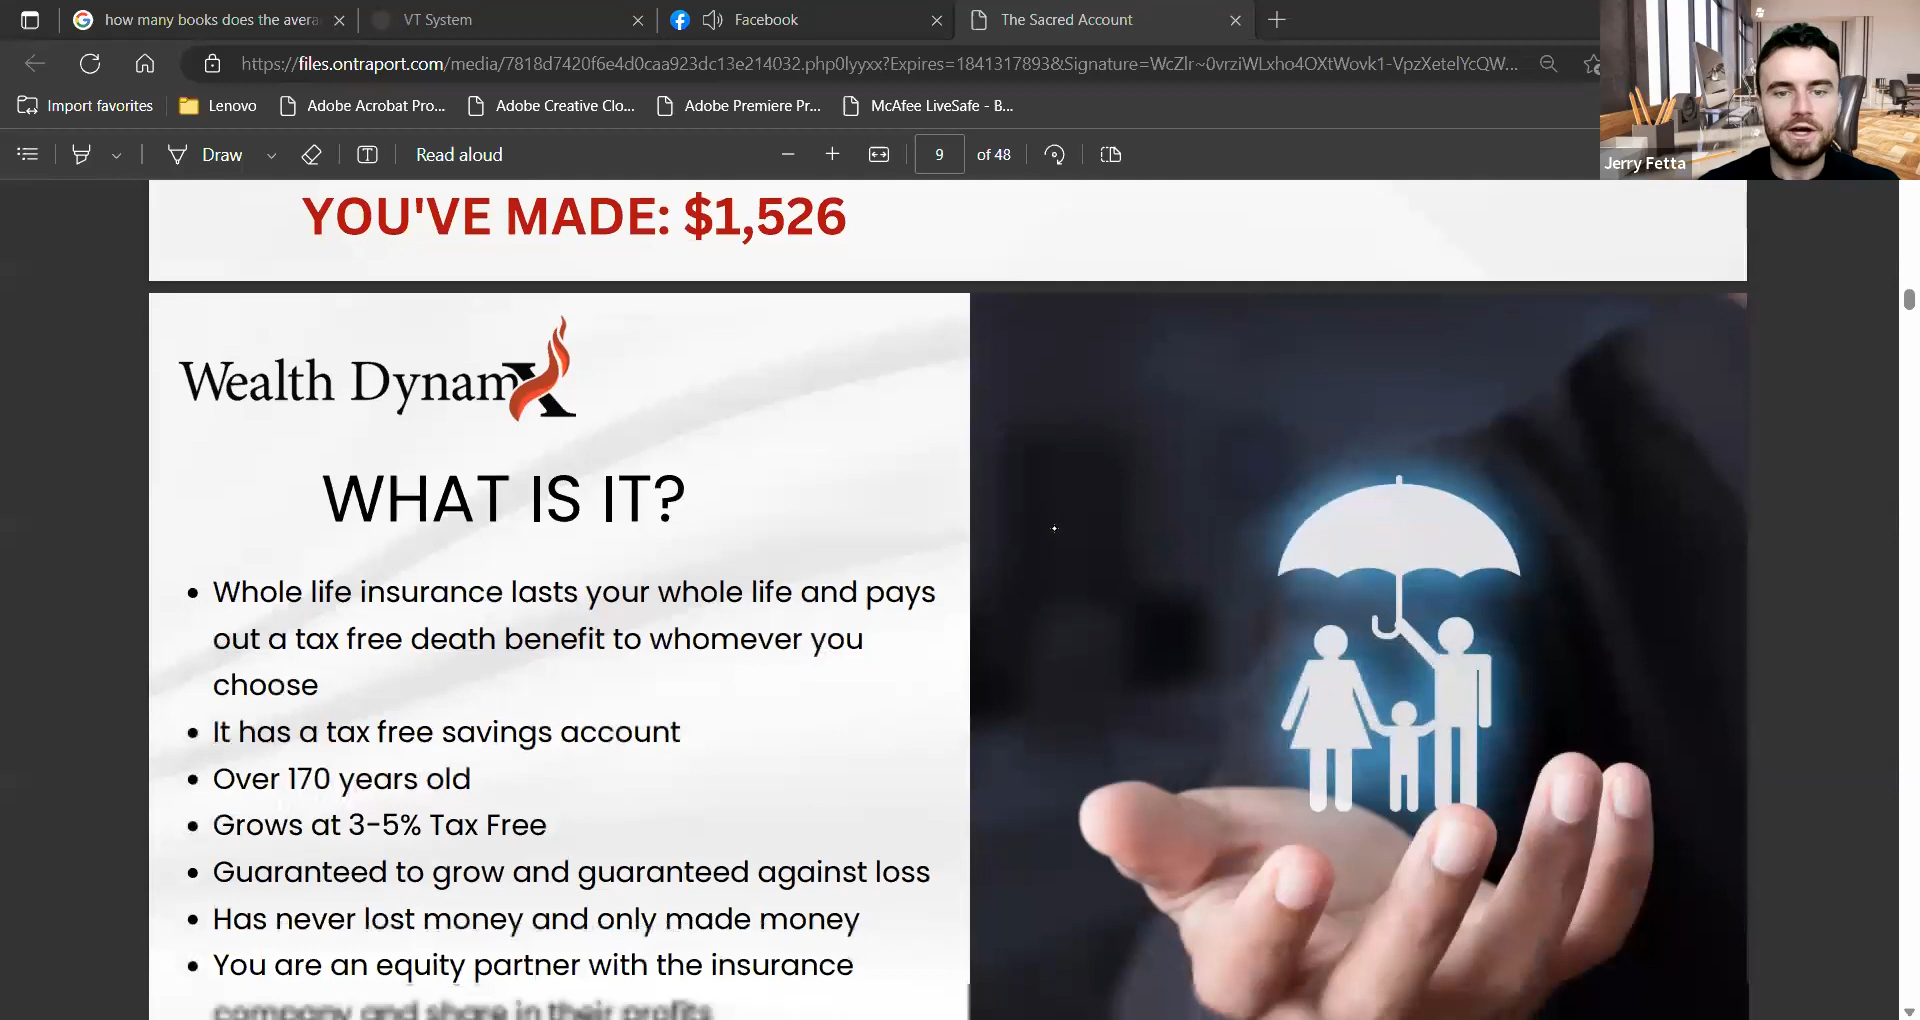 how many books does the avera
VT System
Facebook
The Sacred Account
https://files.ontraport.com/media/7818d7420f6e4d0caa923dc13e214032.php0lyyxx?Expires=1841317893&Signature=WcZlr~0vrziWLxho4OXtWovk1-VpzXetelYcQW...
Import favorites
Lenovo
Adobe Acrobat Pro...
Adobe Creative Clo...
Adobe Premiere Pr...
McAfee LiveSafe - B...
Draw
Read aloud
9
of 48
Jerry Fetta
YOU'VE MADE: $1,526
Wealth DynamX
WHAT IS IT?
• Whole life insurance lasts your whole life and pays
out a tax free death benefit to whomever you
choose
• It has a tax free savings account
• Over 170 years old
• Grows at 3-5% Tax Free
• Guaranteed to grow and guaranteed against loss
• Has never lost money and only made money
• You are an equity partner with the insurance
company and share in their profits